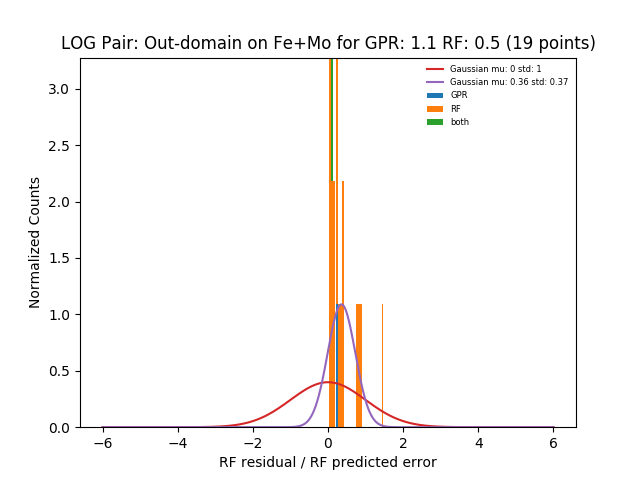 LOG Pair: Out-domain on Fe+Mo for GPR: 1.1 RF: 0.5 (19 points)
Gaussian mu: 0 std: 1
Gaussian mu: 0.36 std: 0.37
GPR
RF
both
Normalized Counts
3.0
2.5
2.0
1.5
1.0
0.5
0.0
−6 −4 −2 0 2 4 6
RF residual / RF predicted error